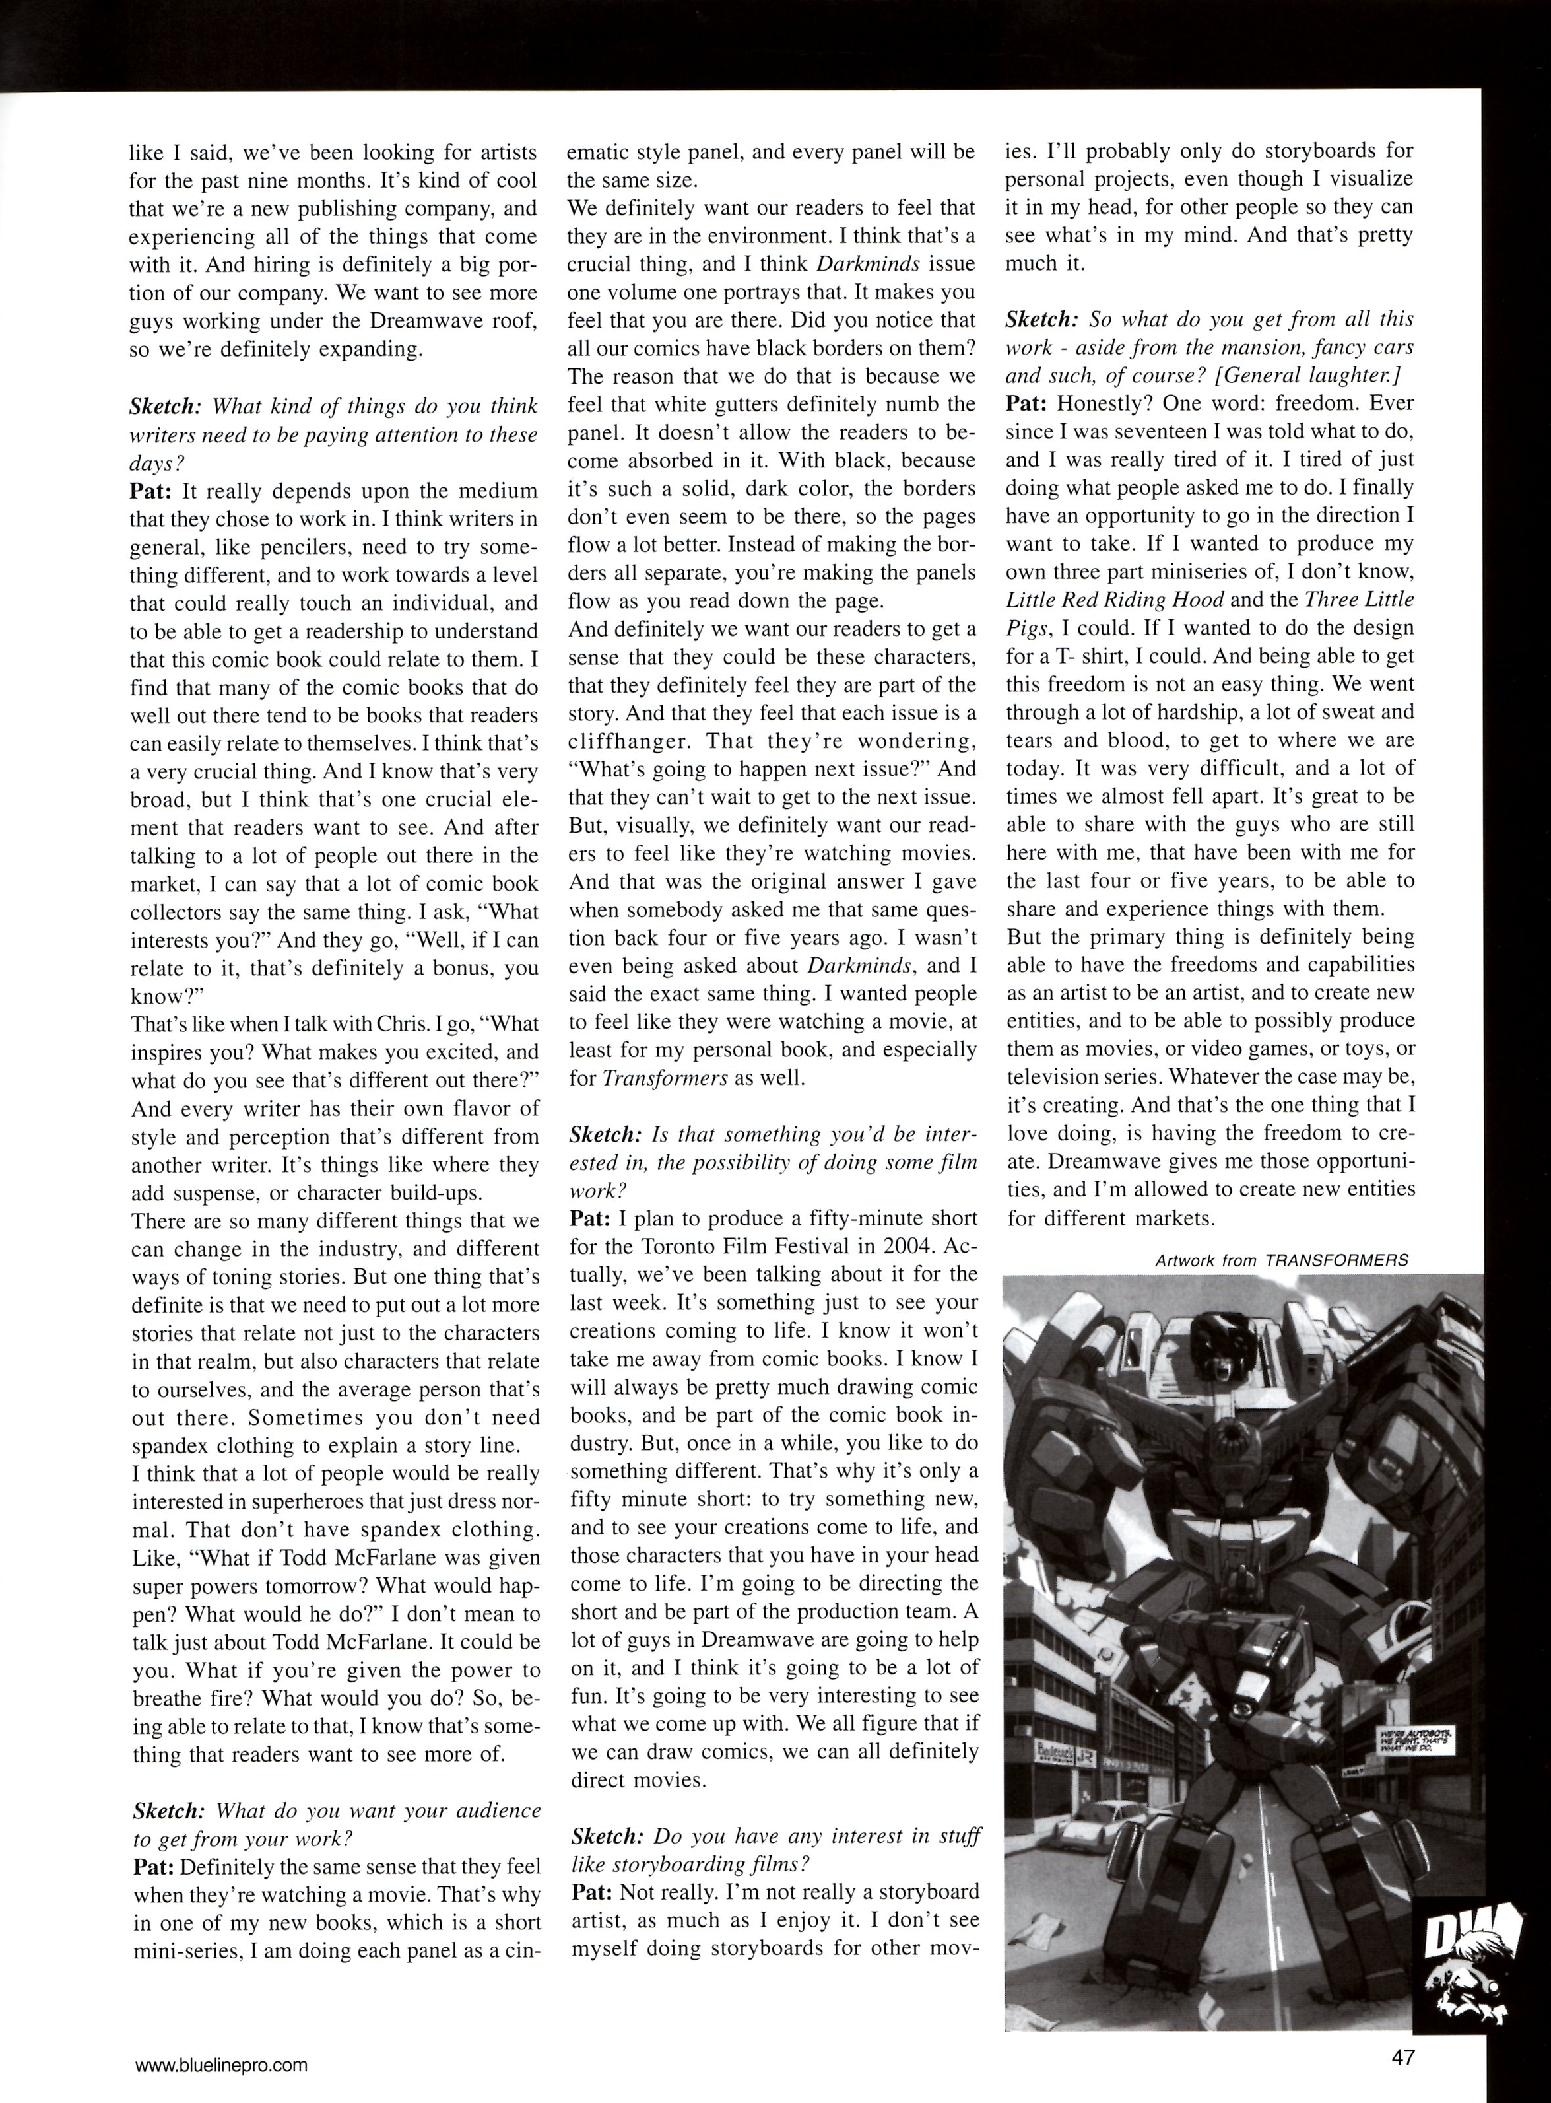 like I said, we've been looking for artists
for the past nine months. It's kind of cool
that we're a new publishing company, and
experiencing all of the things that come
with it. And hiring is definitely a big por-
tion of our company. We want to see more
guys working under the Dreamwave roof,
so we're definitely expanding.
Sketch: What kind of things do you think
writers need to be paying attention to these
days?
Pat: It really depends upon the medium
that they chose to work in. I think writers in
general, like pencilers, need to try some-
thing different, and to work towards a level
that could really touch an individual, and
to be able to get a readership to understand
that this comic book could relate to them. I
find that many of the comic books that do
well out there tend to be books that readers
can easily relate to themselves. I think that's
a very crucial thing. And I know that's very
broad, but I think that's one crucial ele-
ment that readers want to see. And after
talking to a lot of people out there in the
market, I can say that a lot of comic book
collectors say the same thing. I ask, "What
interests you?" And they go, "Well, if I can
relate to it, that's definitely a bonus, you
know?"
That's like when I talk with Chris. I go, "What
inspires you? What makes you excited, and
what do you see that's different out there?"
And every writer has their own flavor of
style and perception that's different from
another writer. It's things like where they
add suspense, or character build-ups.
There are so many different things that we
can change in the industry, and different
ways of toning stories. But one thing that's
definite is that we need to put out a lot more
stories that relate not just to the characters
in that realm, but also characters that relate
to ourselves, and the average person that's
out there. Sometimes you don't need
spandex clothing to explain a story line.
I think that a lot of people would be really
interested in superheroes that just dress nor-
mal. That don't have spandex clothing.
Like, "What if Todd McFarlane was given
super powers tomorrow? What would hap-
pen? What would he do?" I don't mean to
talk just about Todd McFarlane. It could be
you. What if you're given the power to
breathe fire? What would you do? So, be-
ing able to relate to that, I know that's some-
thing that readers want to see more of.
Sketch: What do you want your audience
to get from your work?
Pat: Definitely the same sense that they feel
when they're watching a movie. That's why
in one of my new books, which is a short
mini-series, I am doing each panel as a cin-
ematic style panel, and every panel will be
the same size.
We definitely want our readers to feel that
they are in the environment. I think that's a
crucial thing, and I think Darkminds issue
one volume one portrays that. It makes you
feel that you are there. Did you notice that
all our comics have black borders on them?
The reason that we do that is because we
feel that white gutters definitely numb the
panel. It doesn't allow the readers to be-
come absorbed in it. With black, because
it's such a solid, dark color, the borders
don't even seem to be there, so the pages
flow a lot better. Instead of making the bor-
ders all separate, you're making the panels
flow as you read down the page.
And definitely we want our readers to get a
sense that they could be these characters,
that they definitely feel they are part of the
story. And that they feel that each issue is a
cliffhanger. That they're wondering,
"What's going to happen next issue?" And
that they can't wait to get to the next issue.
But, visually, we definitely want our read-
ers to feel like they're watching movies.
And that was the original answer I gave
when somebody asked me that same ques-
tion back four or five years ago. I wasn't
even being asked about Darkminds, and I
said the exact same thing. I wanted people
to feel like they were watching a movie, at
least for my personal book, and especially
for Transformers as well.
Sketch: Is that something you'd be inter-
ested in, the possibility of doing some film
work?
Pat: I plan to produce a fifty-minute short
for the Toronto Film Festival in 2004. Ac-
tually, we've been talking about it for the
last week. It's something just to see your
creations coming to life. I know it won't
take me away from comic books. I know I
will always be pretty much drawing comic
books, and be part of the comic book in-
dustry. But, once in a while, you like to do
something different. That's why it's only a
fifty minute short: to try something new,
and to see your creations come to life, and
those characters that you have in your head
come to life. I'm going to be directing the
short and be part of the production team. A
lot of guys in Dreamwave are going to help
on it, and I think it's going to be a lot of
fun. It's going to be very interesting to see
what we come up with. We all figure that if
we can draw comics, we can all definitely
direct movies.
Sketch: Do you have any interest in stuff
like storyboarding films?
Pat: Not really. I'm not really a storyboard
artist, as much as I enjoy it. I don't see
myself doing storyboards for other mov-
ies. I'll probably only do storyboards for
personal projects, even though I visualize
it in my head, for other people so they can
see what's in my mind. And that's pretty
much it.
Sketch: So what do you get from all this
work - aside from the mansion, fancy cars
and such, of course? [General laughter.]
Pat: Honestly? One word: freedom. Ever
since I was seventeen I was told what to do,
and I was really tired of it. I tired of just
doing what people asked me to do. I finally
have an opportunity to go in the direction I
want to take. If I wanted to produce my
own three part miniseries of, I don't know,
Little Red Riding Hood and the Three Little
Pigs, I could. If I wanted to do the design
for a T- shirt, I could. And being able to get
this freedom is not an easy thing. We went
through a lot of hardship, a lot of sweat and
tears and blood, to get to where we are
today. It was very difficult, and a lot of
times we almost fell apart. It's great to be
able to share with the guys who are still
here with me, that have been with me for
the last four or five years, to be able to
share and experience things with them.
But the primary thing is definitely being
able to have the freedoms and capabilities
as an artist to be an artist, and to create new
entities, and to be able to possibly produce
them as movies, or video games, or toys, or
television series. Whatever the case may be,
it's creating. And that's the one thing that I
love doing, is having the freedom to cre-
ate. Dreamwave gives me those opportuni-
ties, and I'm allowed to create new entities
for different markets.
Artwork from TRANSFORMERS
WE'RE AUTOBOTS.
WE FIGHT. THAT'S
WHAT WE DO.
DW
www.bluelinepro.com
47